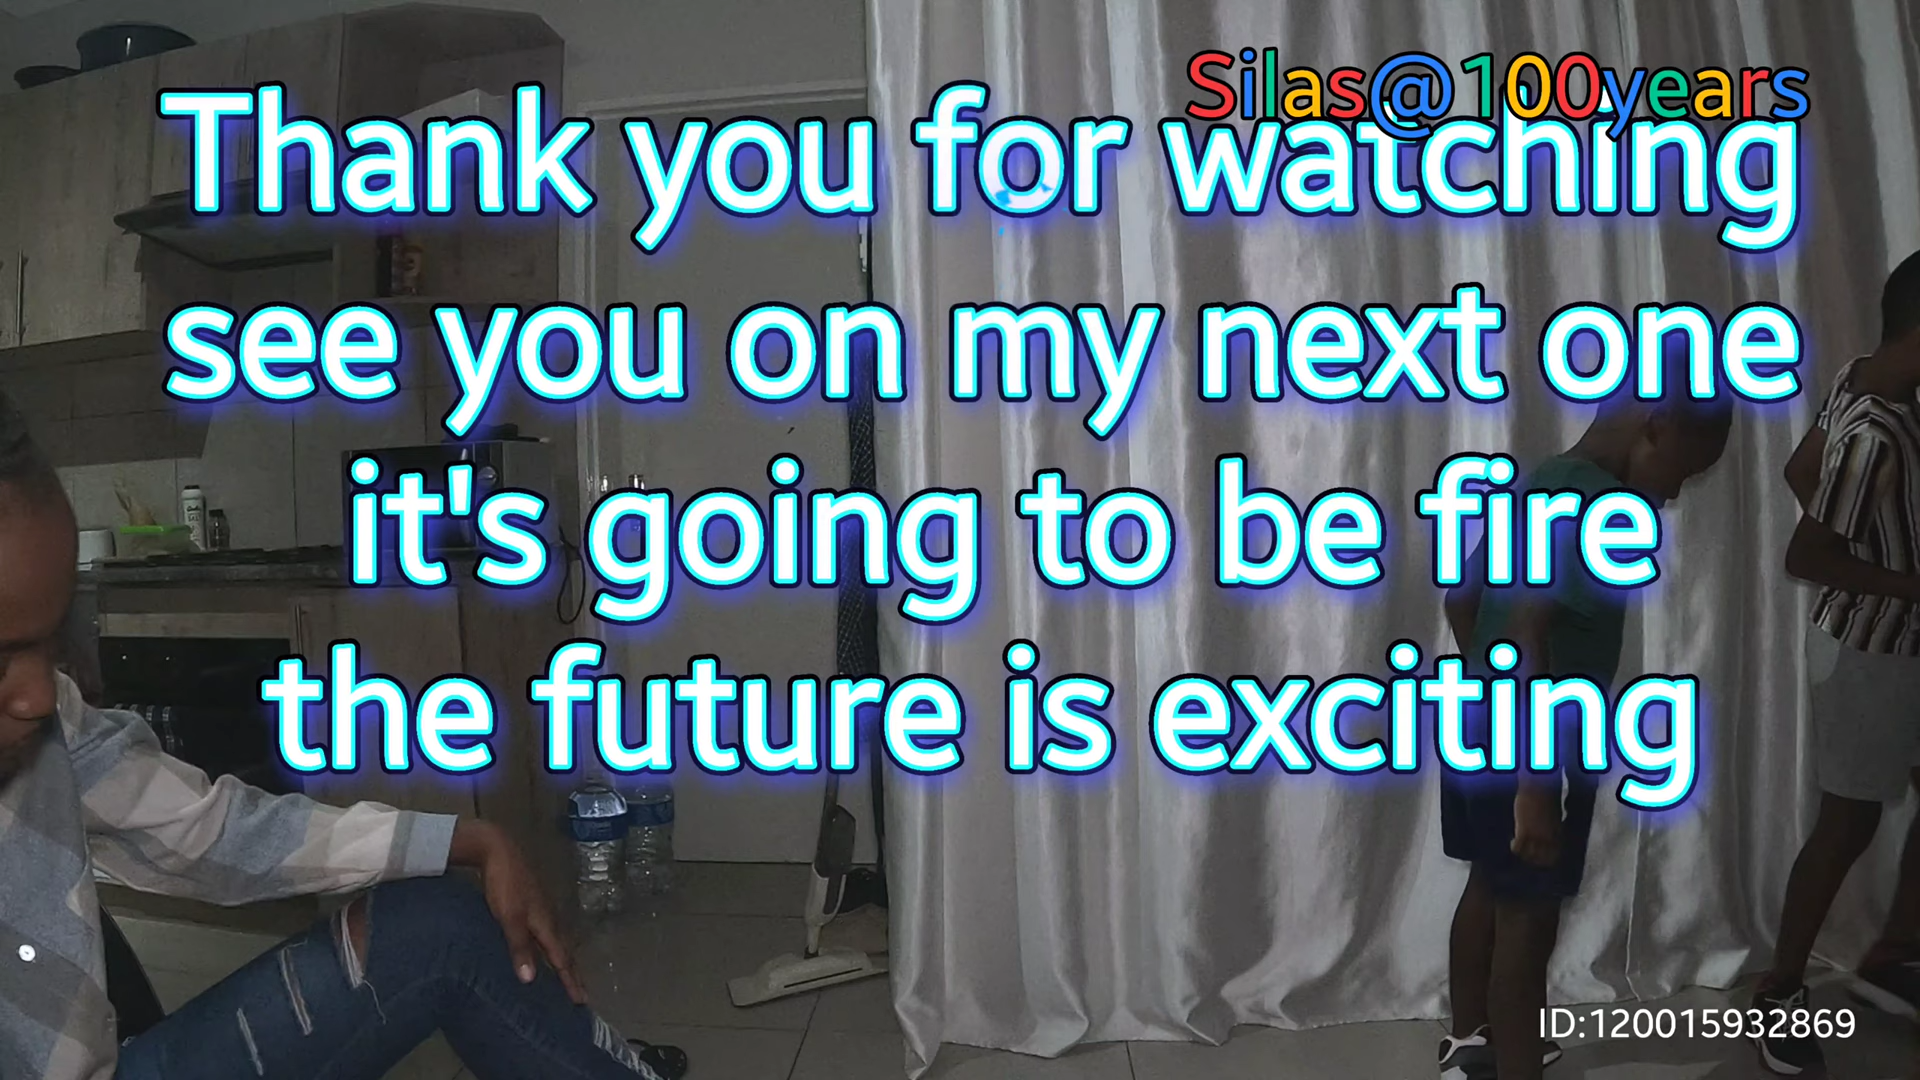 Silas@100years
Thank you for watching
see you on my next one
it's going to be fire
the future is exciting
ID:120015932869